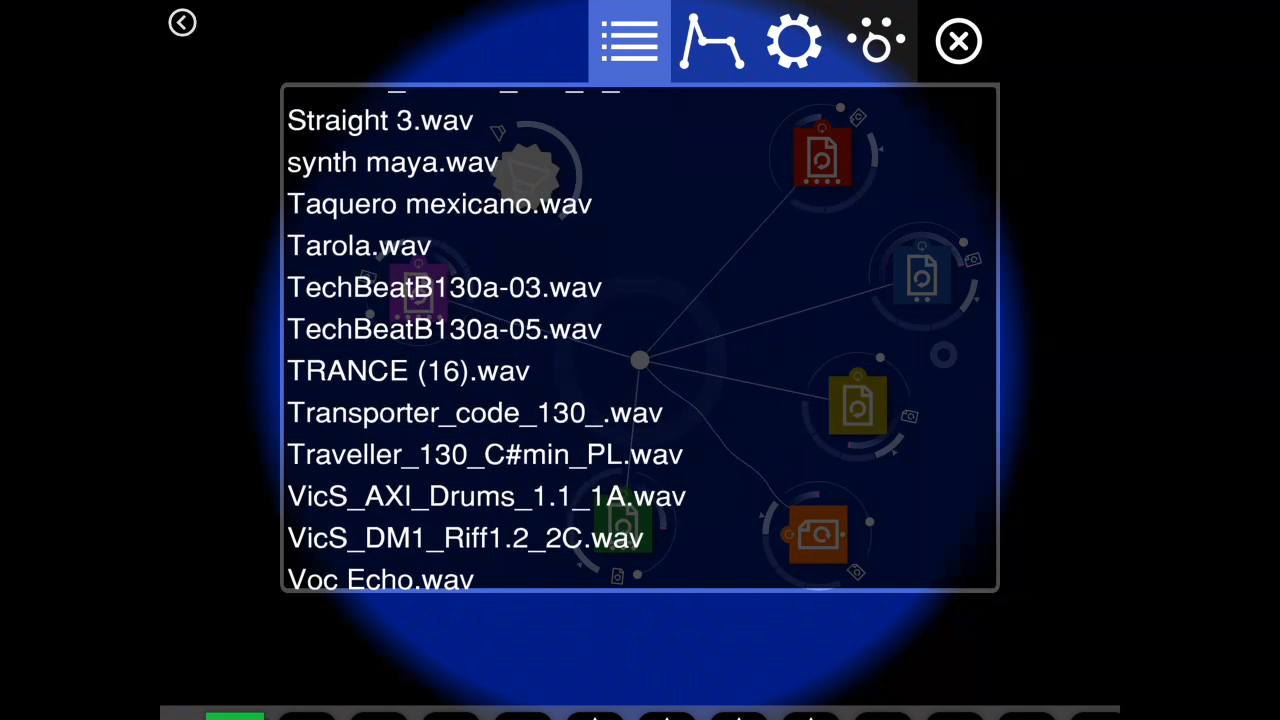 Straight 3.wav
synth maya.wav
Taquero mexicano.wav
Tarola.wav
TechBeatB130a-03.wav
TechBeatB130a-05.wav
TRANCE (16).wav
Transporter_code_130_.wav
Traveller_130_C#min_PL.wav
VicS_AXI_Drums_1.1_1A.wav
VicS_DM1_Riff1.2_2C.wav
Voc Echo.wav